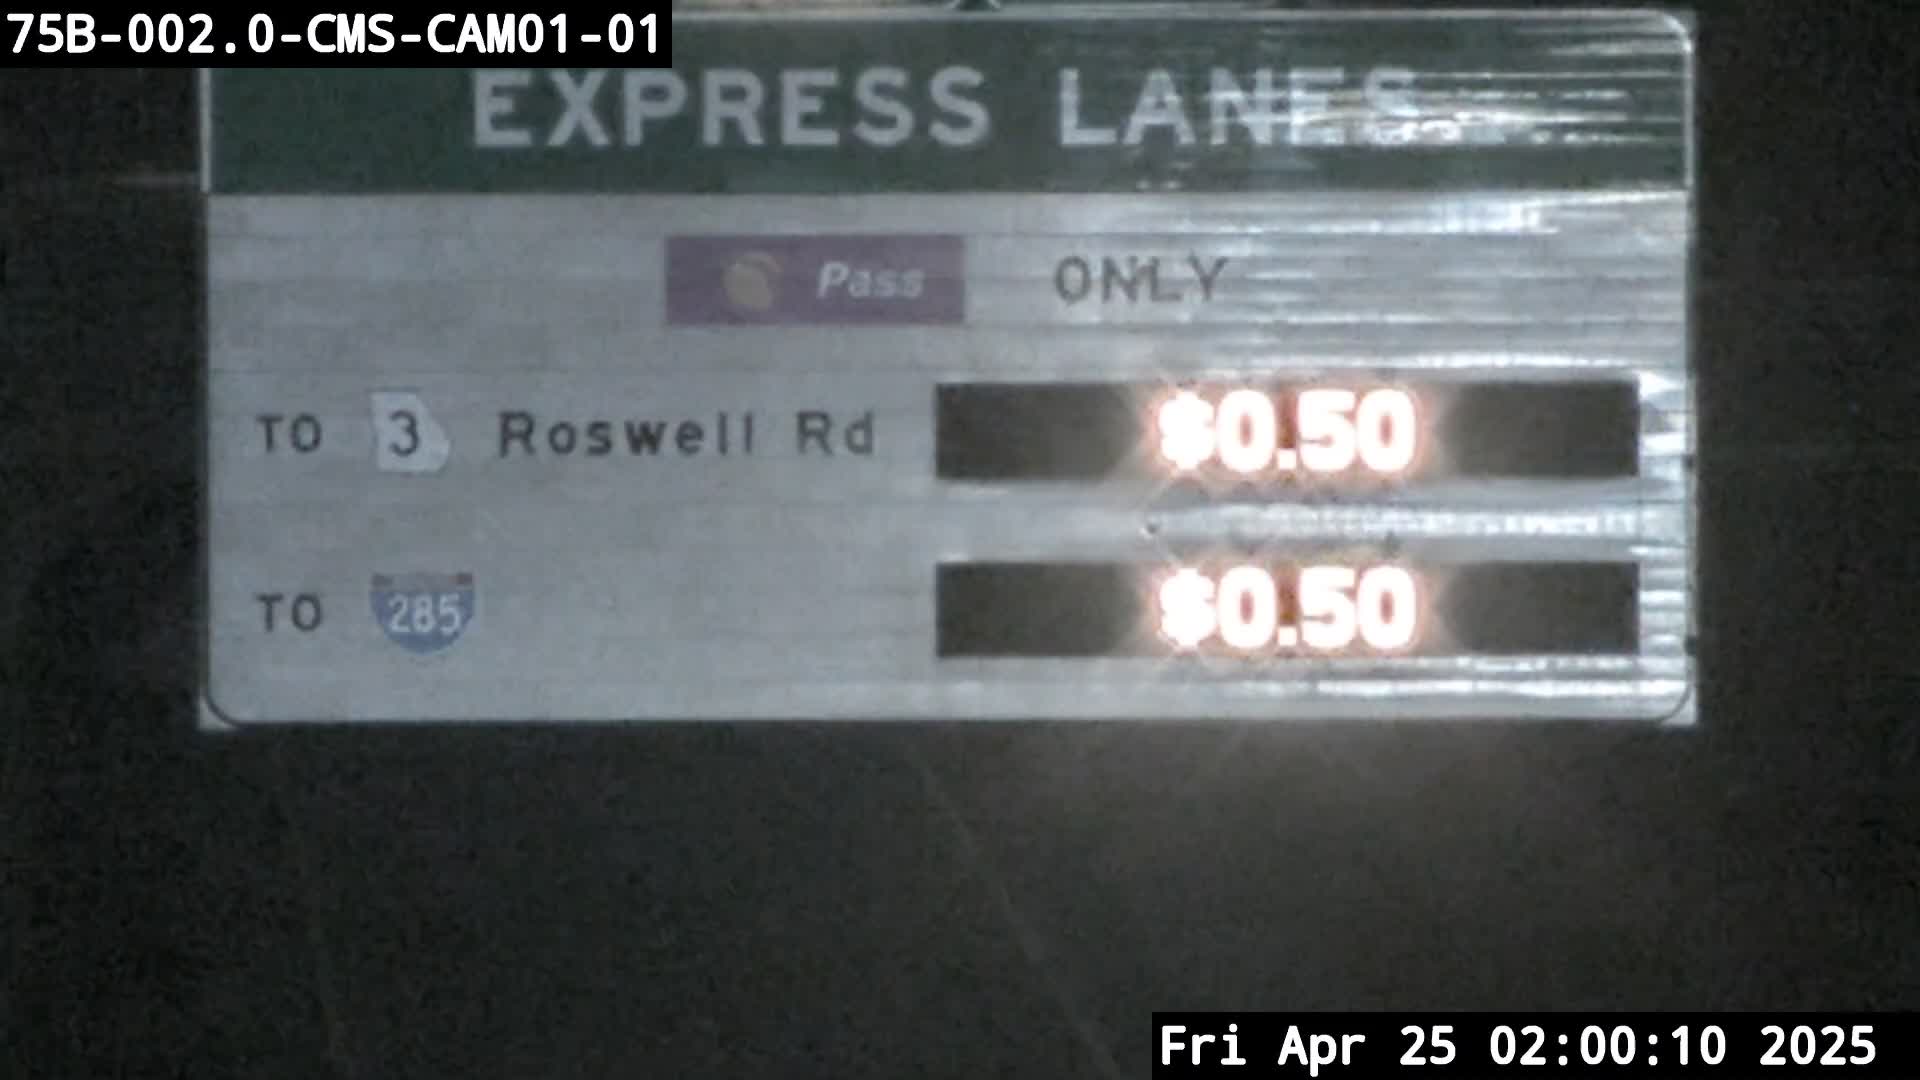 75B-002.0-CMS-CAM01-01
EXPRESS LANES
Pass ONLY
TO 3 Roswell Rd $0.50
TO 285 $0.50
Fri Apr 25 02:00:10 2025